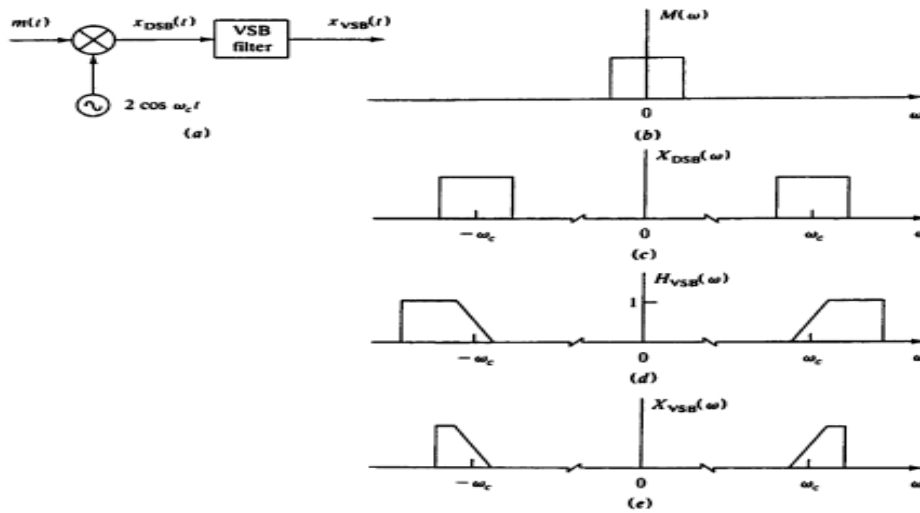 m(t)
x_DSB(t)
VSB filter
x_VSB(t)
2 cos ω_c t
(a)
M(ω)
0
ω
(b)
X_DSB(ω)
−ω_c
0
ω_c
ω
(c)
H_VSB(ω)
1
−ω_c
0
ω_c
ω
(d)
X_VSB(ω)
−ω_c
0
ω_c
ω
(e)